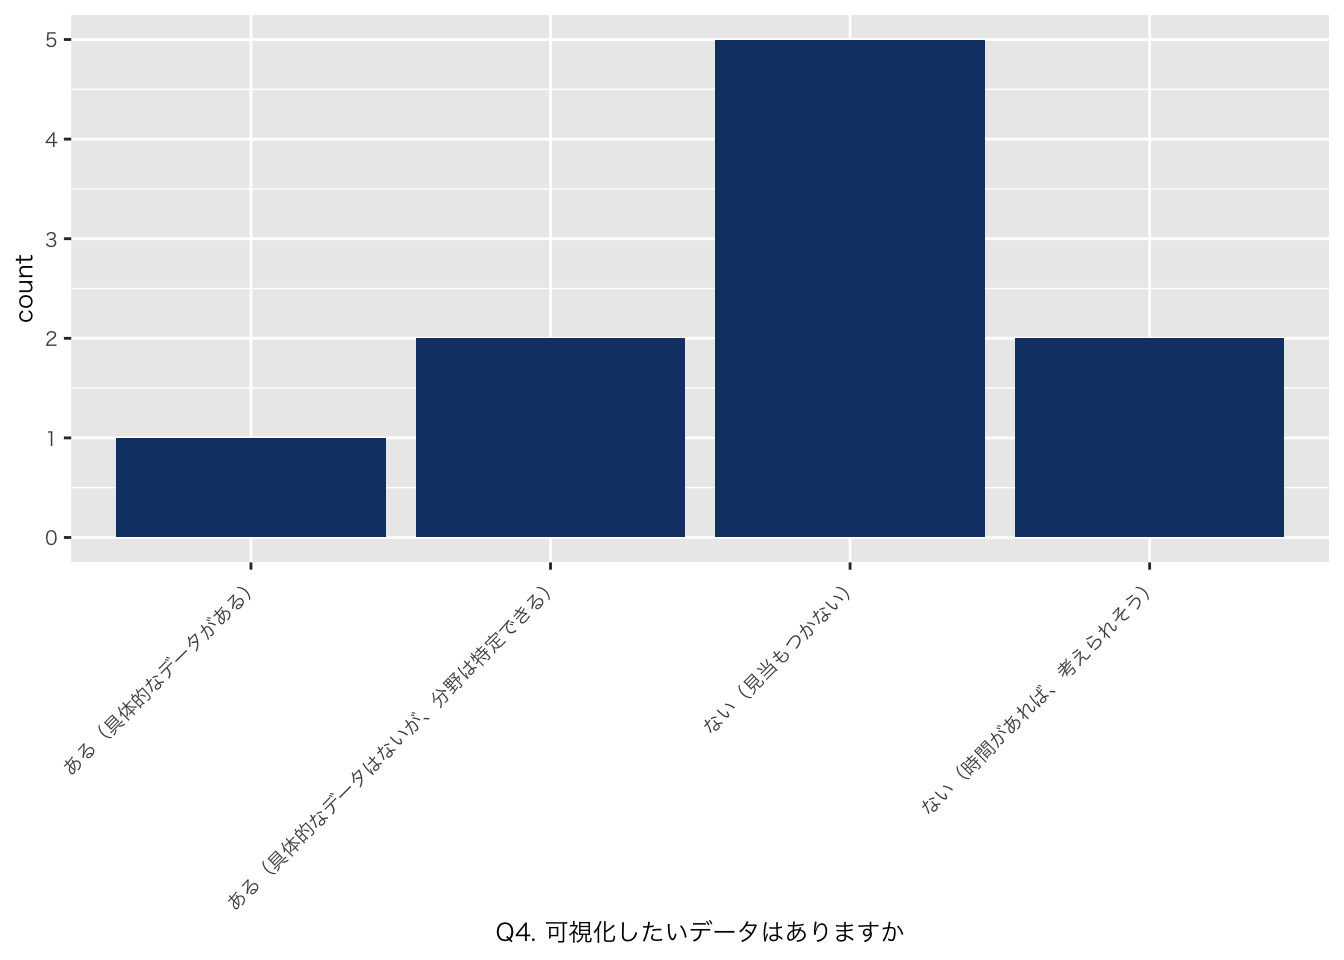 5
4
3
2
1
0
count
ある（具体的なデータがある）
ある（具体的なデータはないが、分野は特定できる）
ない（見当もつかない）
ない（時間があれば、考えられそう）
Q4. 可視化したいデータはありますか